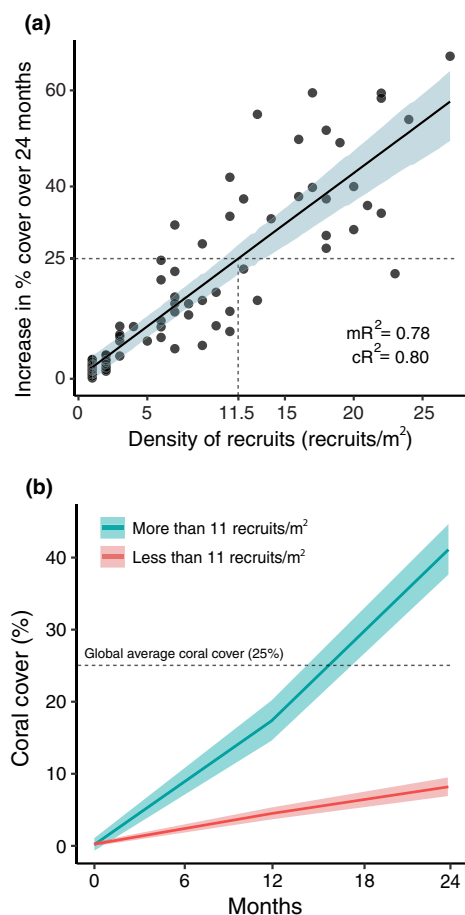 (a)
Increase in % cover over 24 months
60
40
25
0
mR²= 0.78
cR²= 0.80
0 5 11.5 15 20 25
Density of recruits (recruits/m²)
(b)
Coral cover (%)
40
30
20
10
0
More than 11 recruits/m²
Less than 11 recruits/m²
Global average coral cover (25%)
0 6 12 18 24
Months